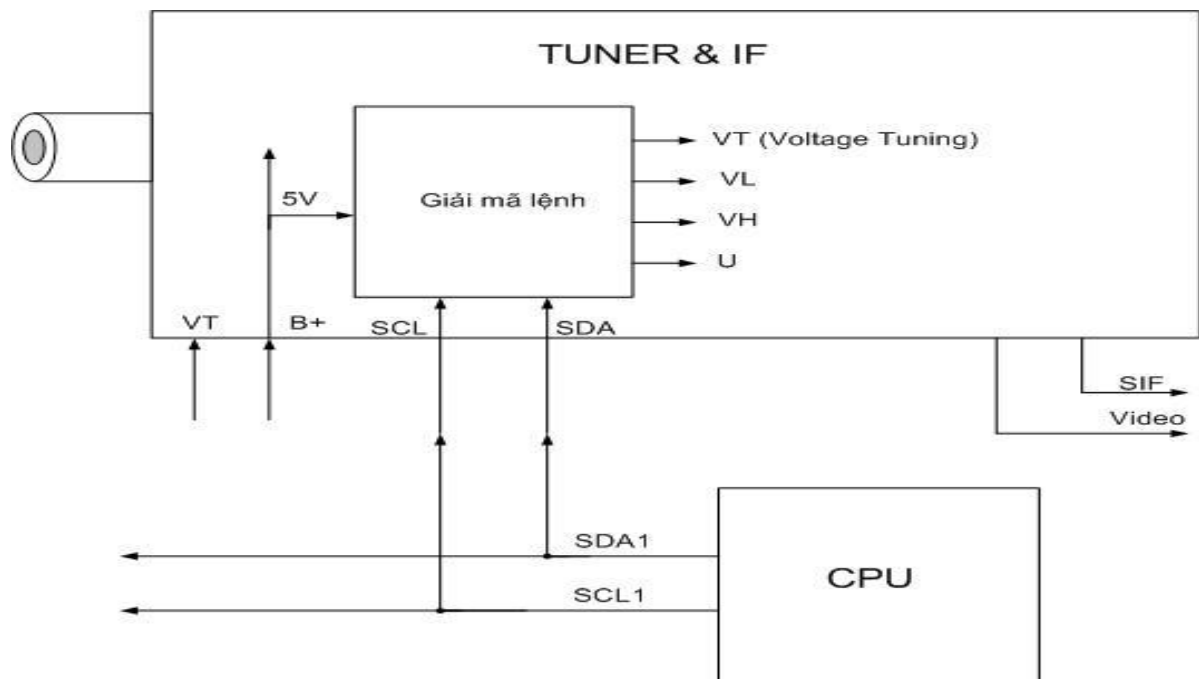 TUNER & IF
VT (Voltage Tuning)
5V
Giải mã lệnh
VL
VH
U
VT
B+
SCL
SDA
SIF
Video
SDA1
CPU
SCL1